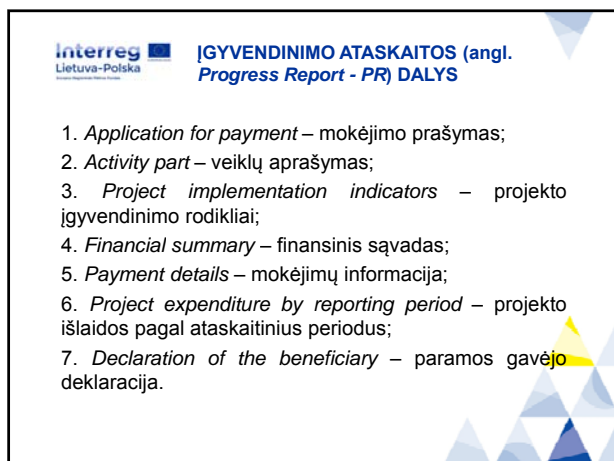 Interreg
Lietuva-Polska
ĮGYVENDINIMO ATASKAITOS (angl.
Progress Report - PR) DALYS
1. Application for payment – mokėjimo prašymas;
2. Activity part – veiklų aprašymas;
3. Project implementation indicators – projekto
įgyvendinimo rodikliai;
4. Financial summary – finansinis sąvadas;
5. Payment details – mokėjimų informacija;
6. Project expenditure by reporting period – projekto
išlaidos pagal ataskaitinius periodus;
7. Declaration of the beneficiary – paramos gavėjo
deklaracija.